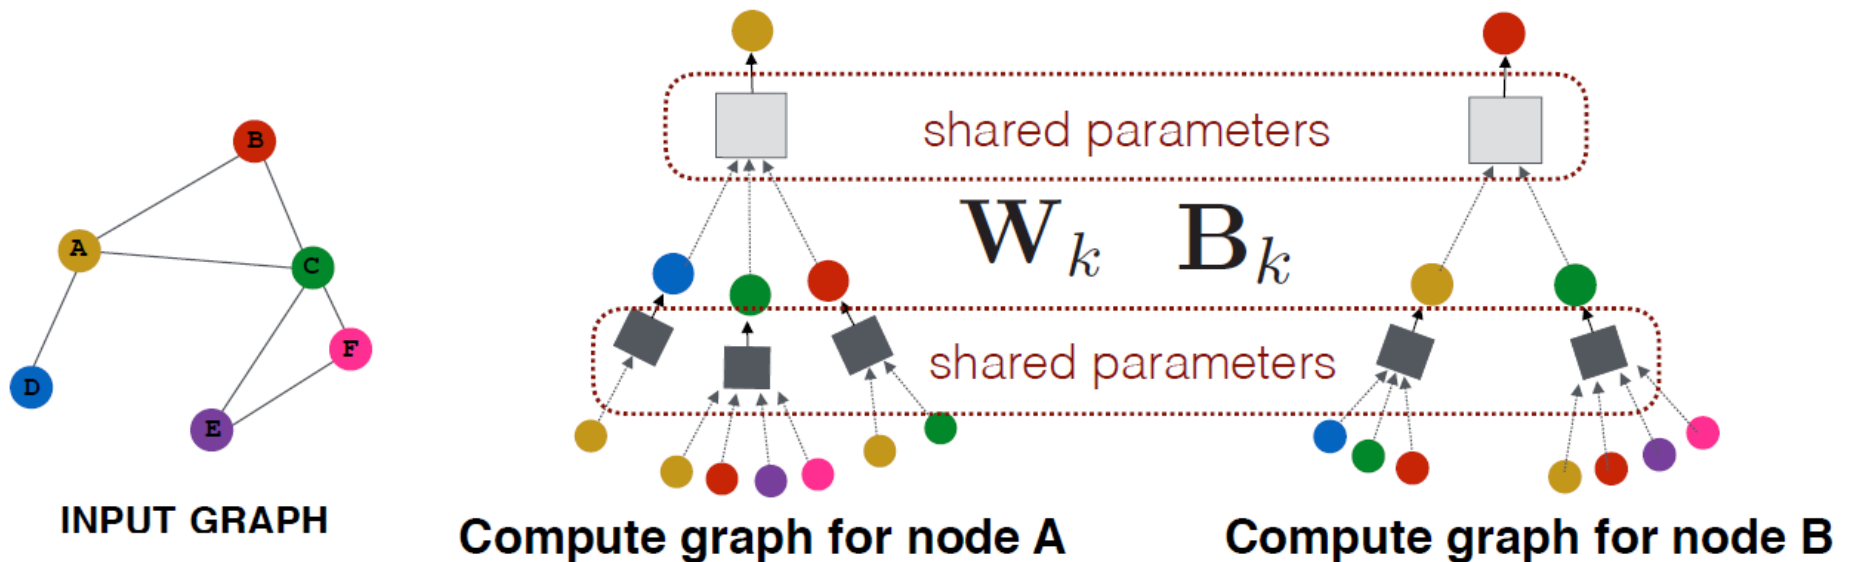 B
A
C
F
D
E
INPUT GRAPH
shared parameters
W_k B_k
shared parameters
Compute graph for node A
Compute graph for node B